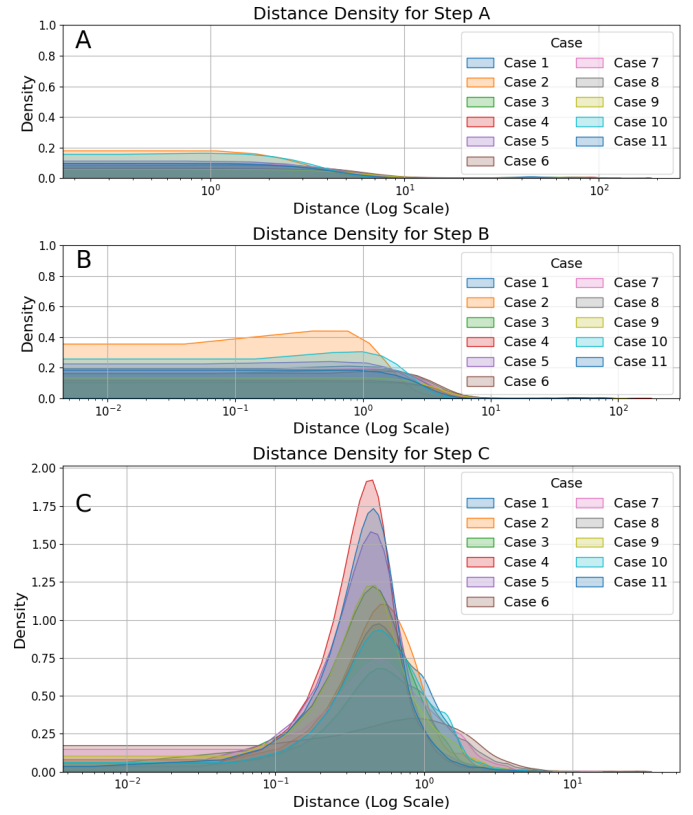 Distance Density for Step A
A
Density
1.0
0.8
0.6
0.4
0.2
0.0
Case
Case 1
Case 2
Case 3
Case 4
Case 5
Case 6
Case 7
Case 8
Case 9
Case 10
Case 11
10⁰
10¹
10²
Distance (Log Scale)
Distance Density for Step B
B
Density
1.0
0.8
0.6
0.4
0.2
0.0
Case
Case 1
Case 2
Case 3
Case 4
Case 5
Case 6
Case 7
Case 8
Case 9
Case 10
Case 11
10⁻²
10⁻¹
10⁰
10¹
10²
Distance (Log Scale)
Distance Density for Step C
C
Density
2.00
1.75
1.50
1.25
1.00
0.75
0.50
0.25
0.00
Case
Case 1
Case 2
Case 3
Case 4
Case 5
Case 6
Case 7
Case 8
Case 9
Case 10
Case 11
10⁻²
10⁻¹
10⁰
10¹
Distance (Log Scale)